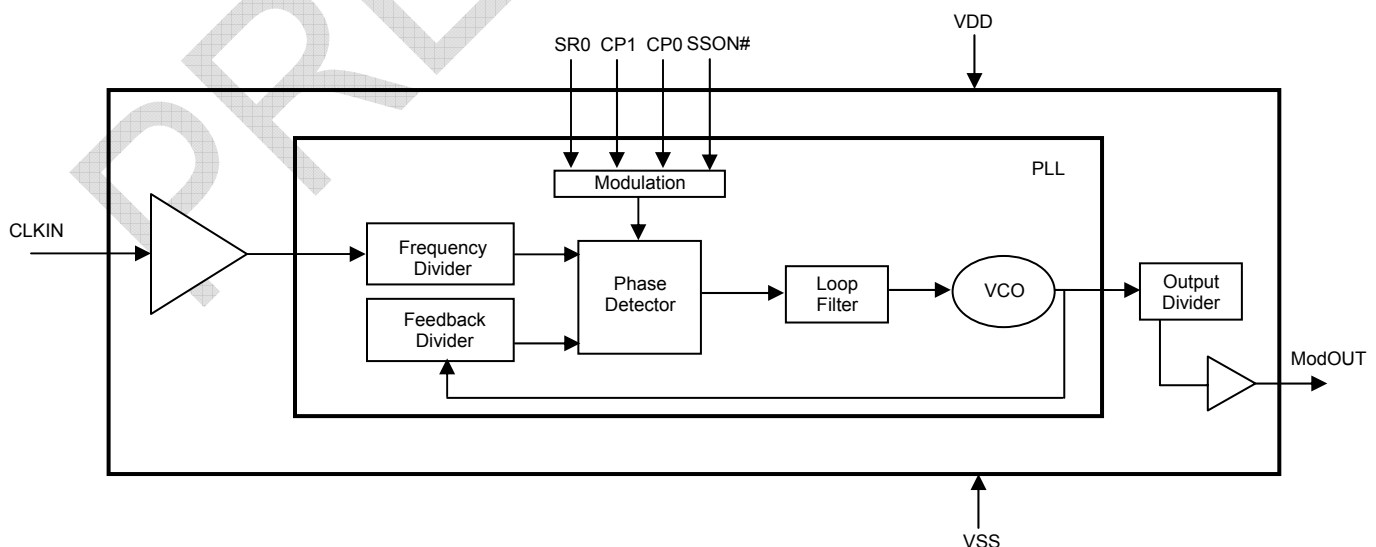 VDD
SR0 CP1 CP0 SSON#
PLL
Modulation
CLKIN
Frequency
Divider
Phase
Detector
Loop
Filter
VCO
Output
Divider
Feedback
Divider
ModOUT
VSS